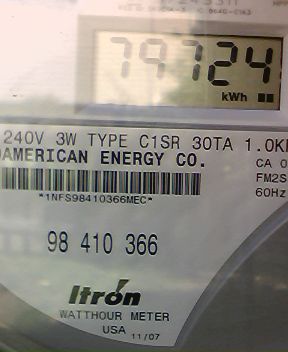 79724
kWh
240V 3W TYPE C1SR 30TA 1.0K
AMERICAN ENERGY CO.
CA 0
FM2S
60Hz
*1NFS98410366MEC*
98 410 366
Itron
WATTHOUR METER
USA 11/07